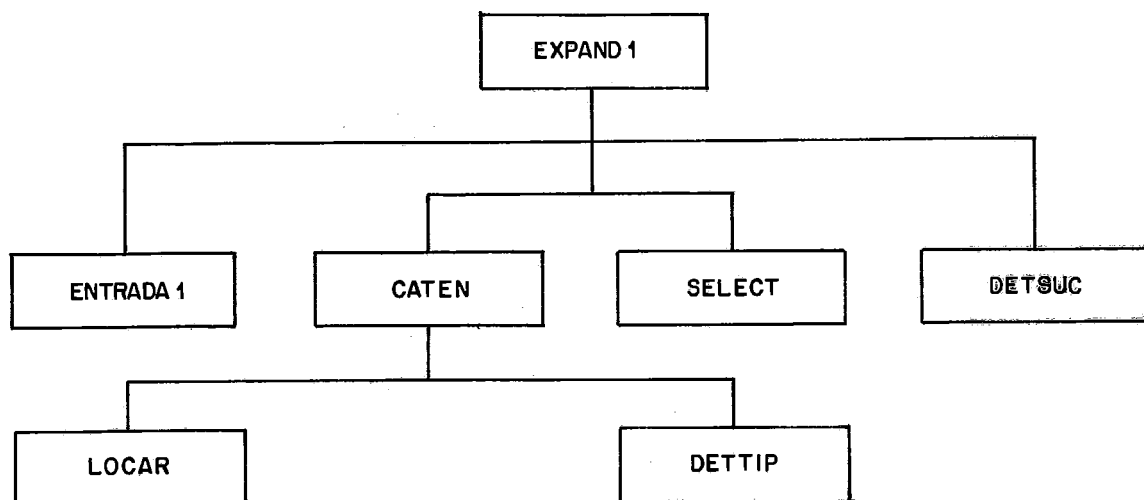 EXPAND 1
ENTRADA 1
CATEN
SELECT
DETSUC
LOCAR
DETTIP